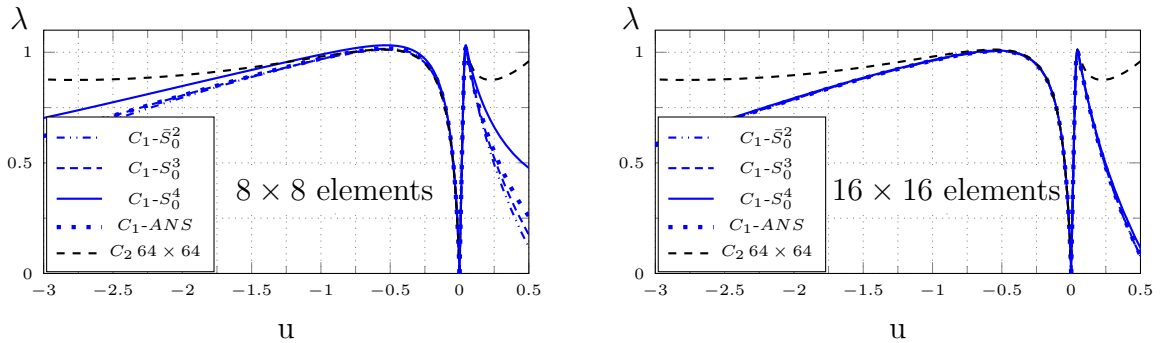 λ
1
0.5
0
C₁-S̄₀²
C₁-S₀³
C₁-S₀⁴
C₁-ANS
C₂ 64 × 64
8 × 8 elements
−3 −2.5 −2 −1.5 −1 −0.5 0 0.5
u
λ
1
0.5
0
C₁-S̄₀²
C₁-S₀³
C₁-S₀⁴
C₁-ANS
C₂ 64 × 64
16 × 16 elements
−3 −2.5 −2 −1.5 −1 −0.5 0 0.5
u